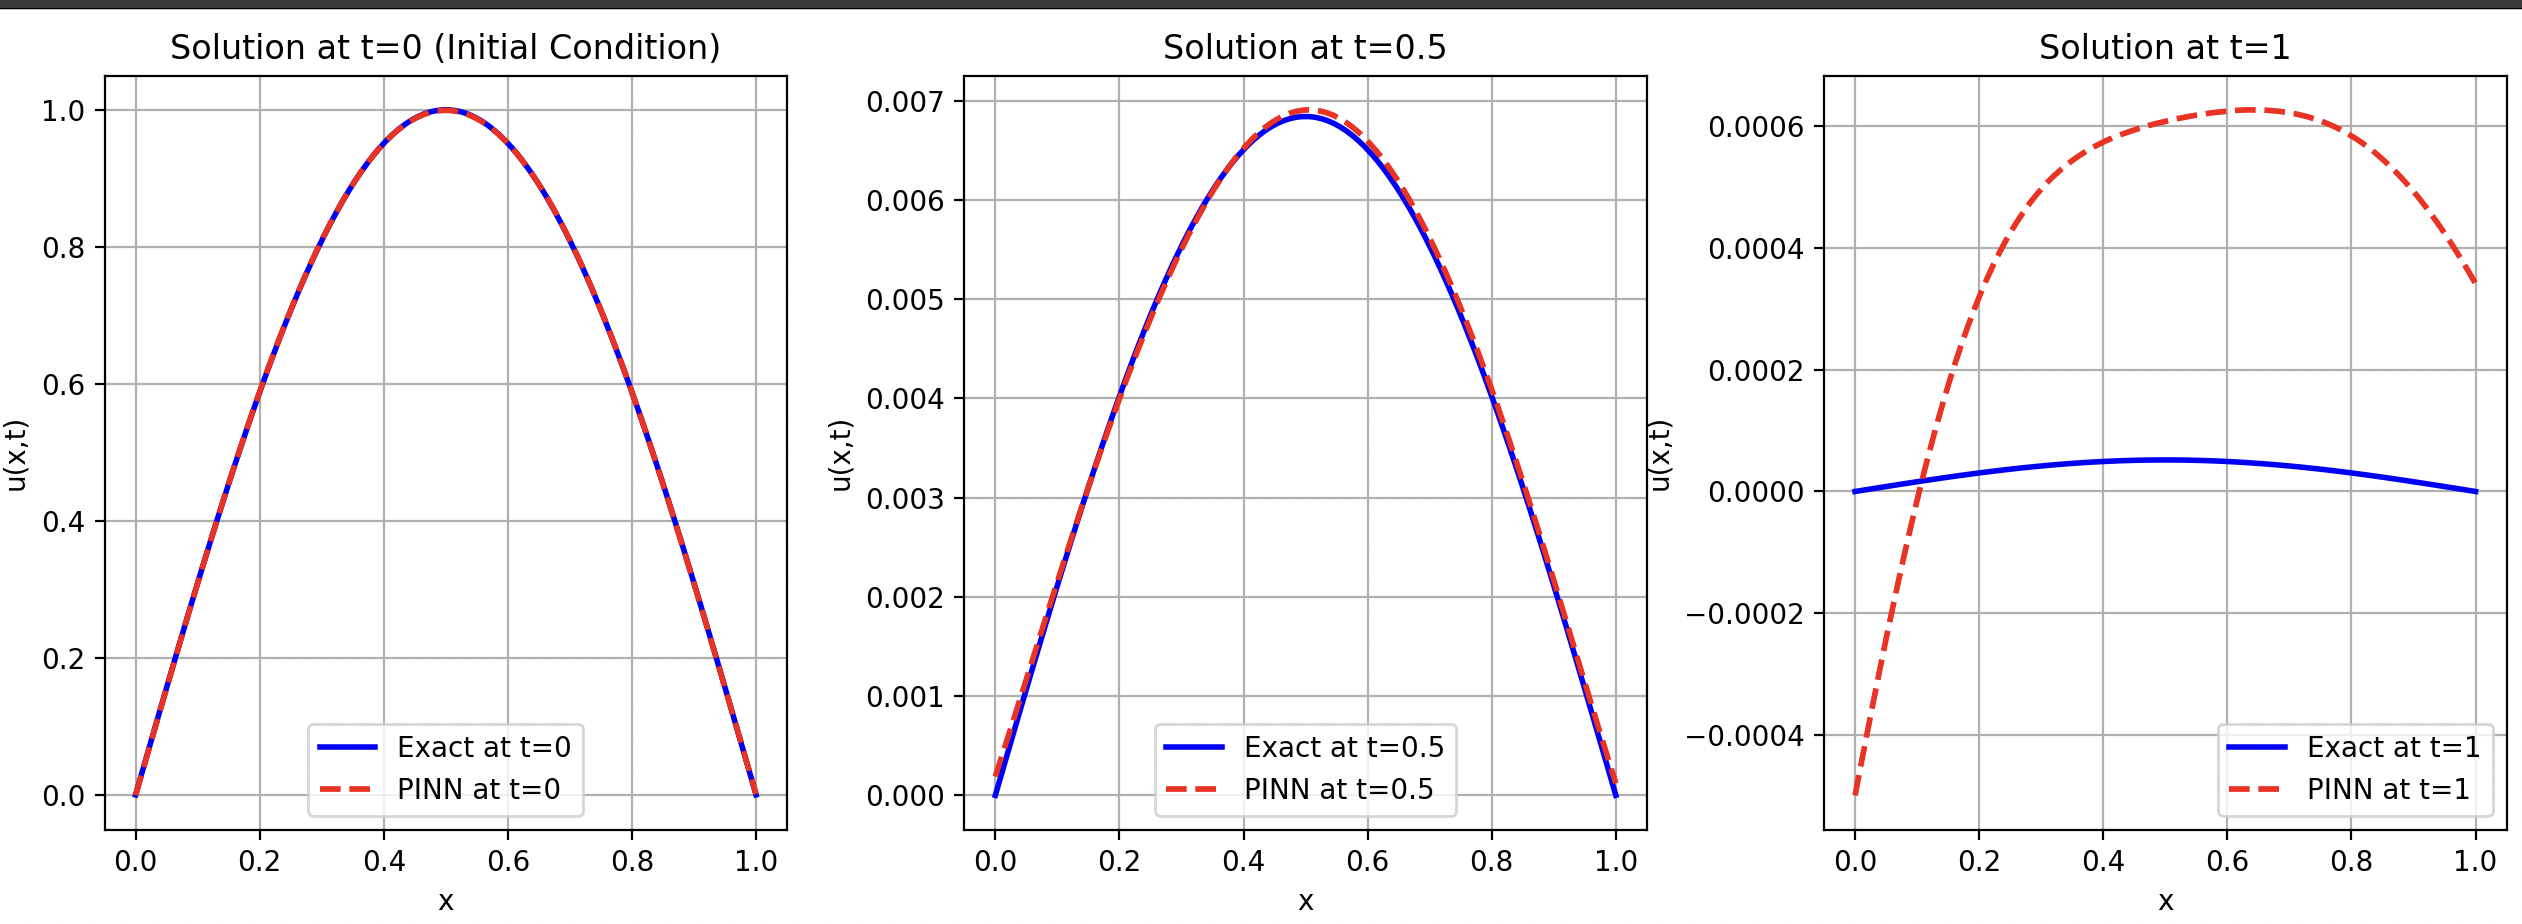 Solution at t=0 (Initial Condition)
u(x,t)
1.0
0.8
0.6
0.4
0.2
0.0
Exact at t=0
PINN at t=0
0.0 0.2 0.4 0.6 0.8 1.0
x
Solution at t=0.5
u(x,t)
0.007
0.006
0.005
0.004
0.003
0.002
0.001
0.000
Exact at t=0.5
PINN at t=0.5
0.0 0.2 0.4 0.6 0.8 1.0
x
Solution at t=1
u(x,t)
0.0006
0.0004
0.0002
0.0000
−0.0002
−0.0004
Exact at t=1
PINN at t=1
0.0 0.2 0.4 0.6 0.8 1.0
x